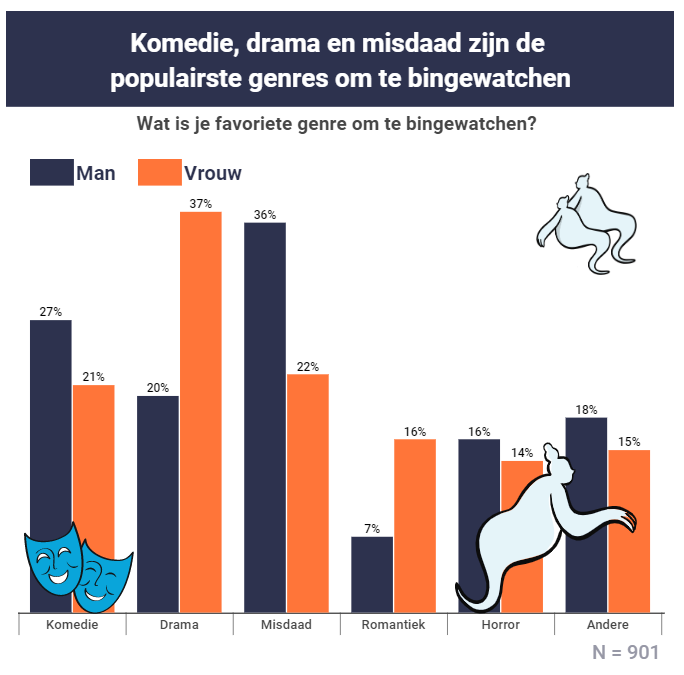 Komedie, drama en misdaad zijn de
populairste genres om te bingewatchen
Wat is je favoriete genre om te bingewatchen?
Man Vrouw
27% 21% 20% 37% 36% 22% 7% 16% 16% 14% 18% 15%
Komedie Drama Misdaad Romantiek Horror Andere
N = 901